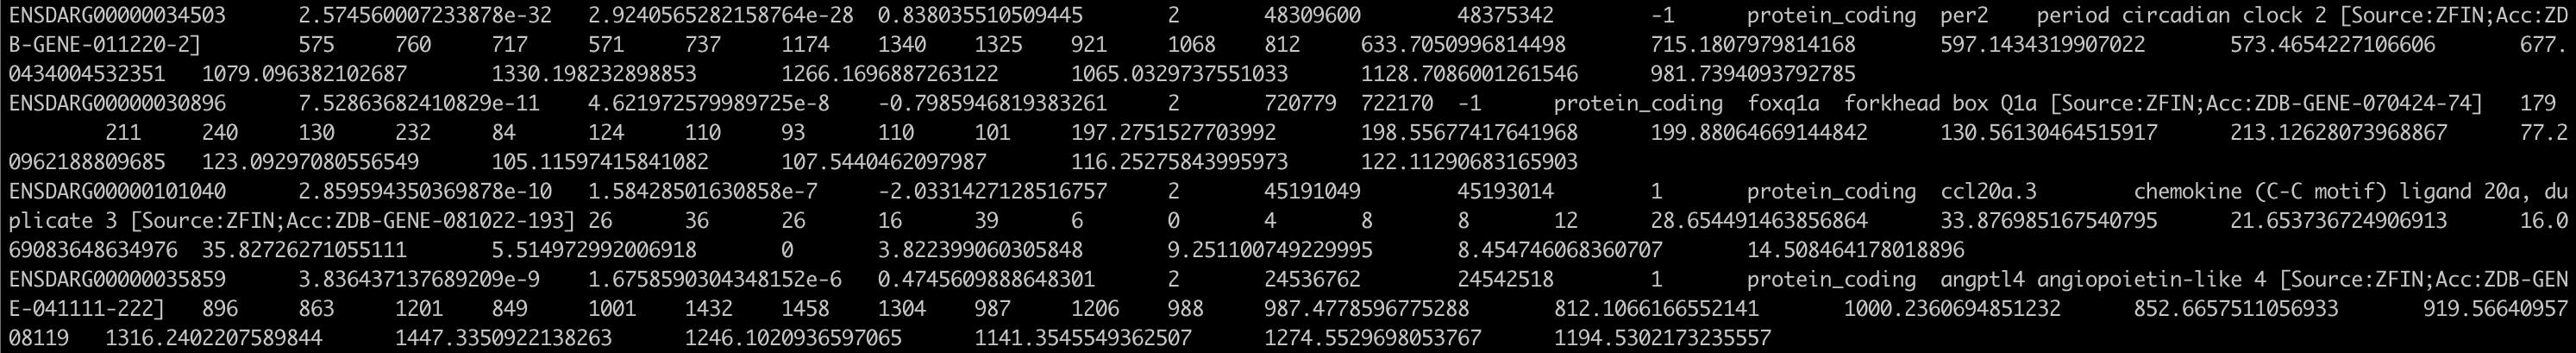 ENSDARG00000034503 2.574560007233878e-32 2.9240565282158764e-28 0.838035510509445 2 48309600 48375342 -1 protein_coding per2 period circadian clock 2 [Source:ZFIN;Acc:ZD
B-GENE-011220-2] 575 760 717 571 737 1174 1340 1325 921 1068 812 633.7050996814498 715.1807979814168 597.1434319907022 573.4654227106606 677.
0434004532351 1079.096382102687 1330.198232898853 1266.1696887263122 1065.0329737551033 1128.7086001261546 981.7394093792785
ENSDARG00000030896 7.52863682410829e-11 4.621972579989725e-8 -0.7985946819383261 2 720779 722170 -1 protein_coding foxq1a forkhead box Q1a [Source:ZFIN;Acc:ZDB-GENE-070424-74] 179
211 240 130 232 84 124 110 93 110 101 197.2751527703992 198.55677417641968 199.88064669144842 130.56130464515917 213.12628073968867 77.2
0962188809685 123.09297080556549 105.11597415841082 107.5440462097987 116.25275843995973 122.11290683165903
ENSDARG00000101040 2.859594350369878e-10 1.58428501630858e-7 -2.0331427128516757 2 45191049 45193014 1 protein_coding ccl20a.3 chemokine (C-C motif) ligand 20a, du
plicate 3 [Source:ZFIN;Acc:ZDB-GENE-081022-193] 26 36 26 16 39 6 0 4 8 8 12 28.654491463856864 33.876985167540795 21.653736724906913 16.0
69083648634976 35.82726271055111 5.514972992006918 0 3.822399060305848 9.251100749229995 8.454746068360707 14.508464178018896
ENSDARG00000035859 3.836437137689209e-9 1.6758590304348152e-6 0.4745609888648301 2 24536762 24542518 1 protein_coding angptl4 angiopoietin-like 4 [Source:ZFIN;Acc:ZDB-GEN
E-041111-222] 896 863 1201 849 1001 1432 1458 1304 987 1206 988 987.4778596775288 812.1066166552141 1000.2360694851232 852.6657511056933 919.56640957
08119 1316.2402207589844 1447.3350922138263 1246.1020936597065 1141.3545549362507 1274.5529698053767 1194.5302173235557